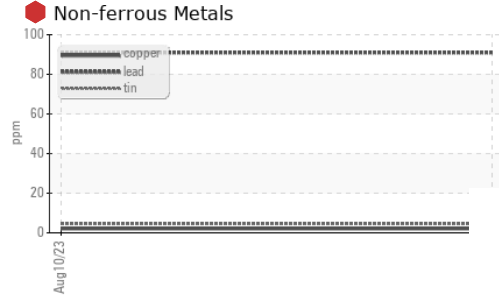 Non-ferrous Metals
100
80
60
40
20
0
ppm
copper
lead
tin
Aug10/23